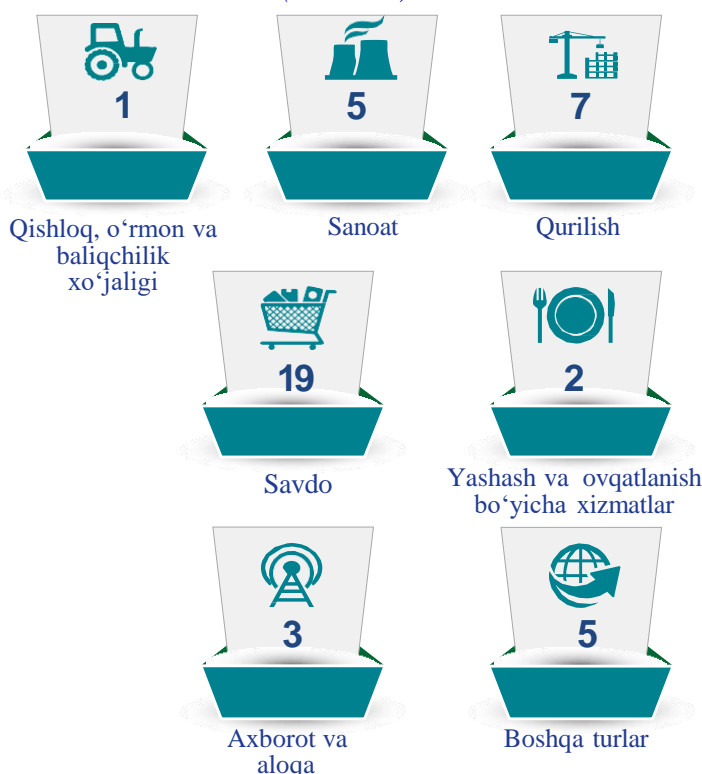 1
5
7
Qishloq, o‘rmon va
baliqchilik
xo‘jaligi
Sanoat
Qurilish
19
2
Savdo
Yashash va ovqatlanish
bo‘yicha xizmatlar
3
5
Axborot va
aloqa
Boshqa turlar